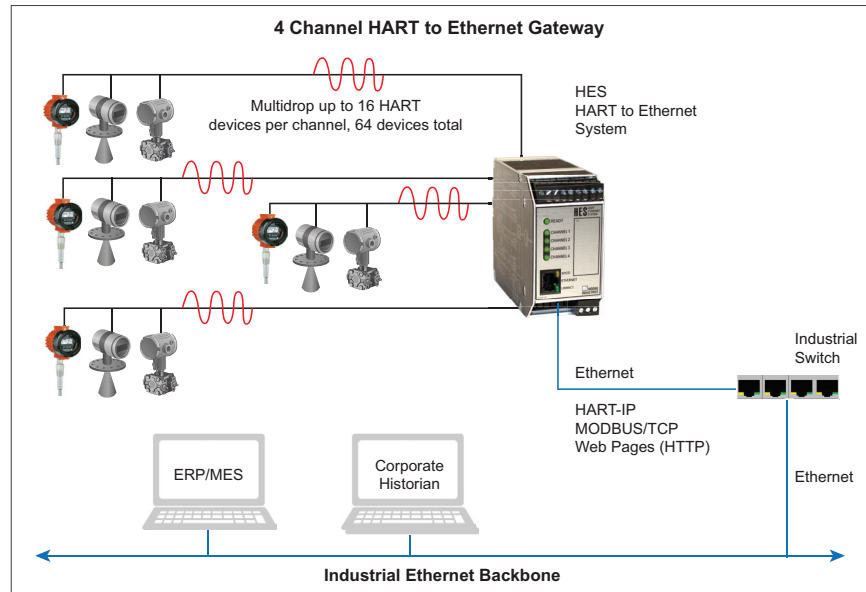 4 Channel HART to Ethernet Gateway
Multidrop up to 16 HART
devices per channel, 64 devices total
HES
HART to Ethernet
System
HES
READY
CHANNEL 1
CHANNEL 2
CHANNEL 3
CHANNEL 4
ETHERNET
Industrial
Switch
Ethernet
HART-IP
MODBUS/TCP
Web Pages (HTTP)
Ethernet
ERP/MES
Corporate
Historian
Industrial Ethernet Backbone